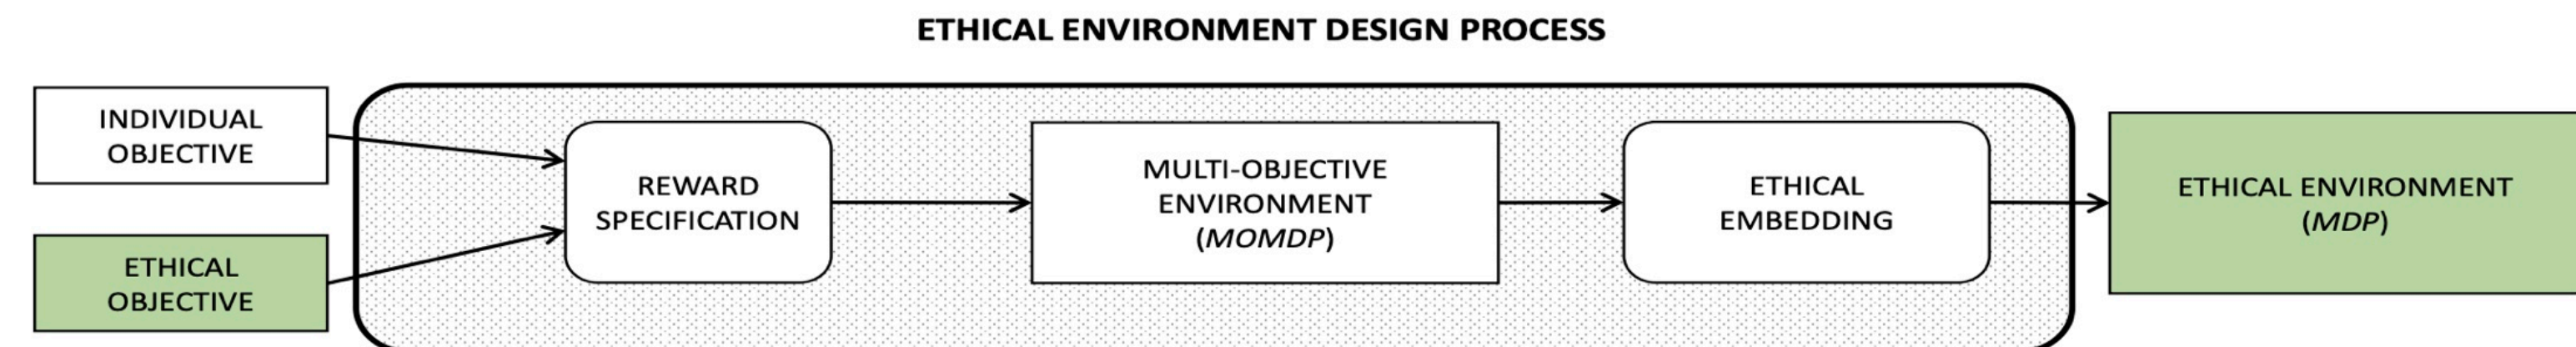 ETHICAL ENVIRONMENT DESIGN PROCESS
INDIVIDUAL
OBJECTIVE
ETHICAL
OBJECTIVE
REWARD
SPECIFICATION
MULTI-OBJECTIVE
ENVIRONMENT
(MOMDP)
ETHICAL
EMBEDDING
ETHICAL ENVIRONMENT
(MDP)